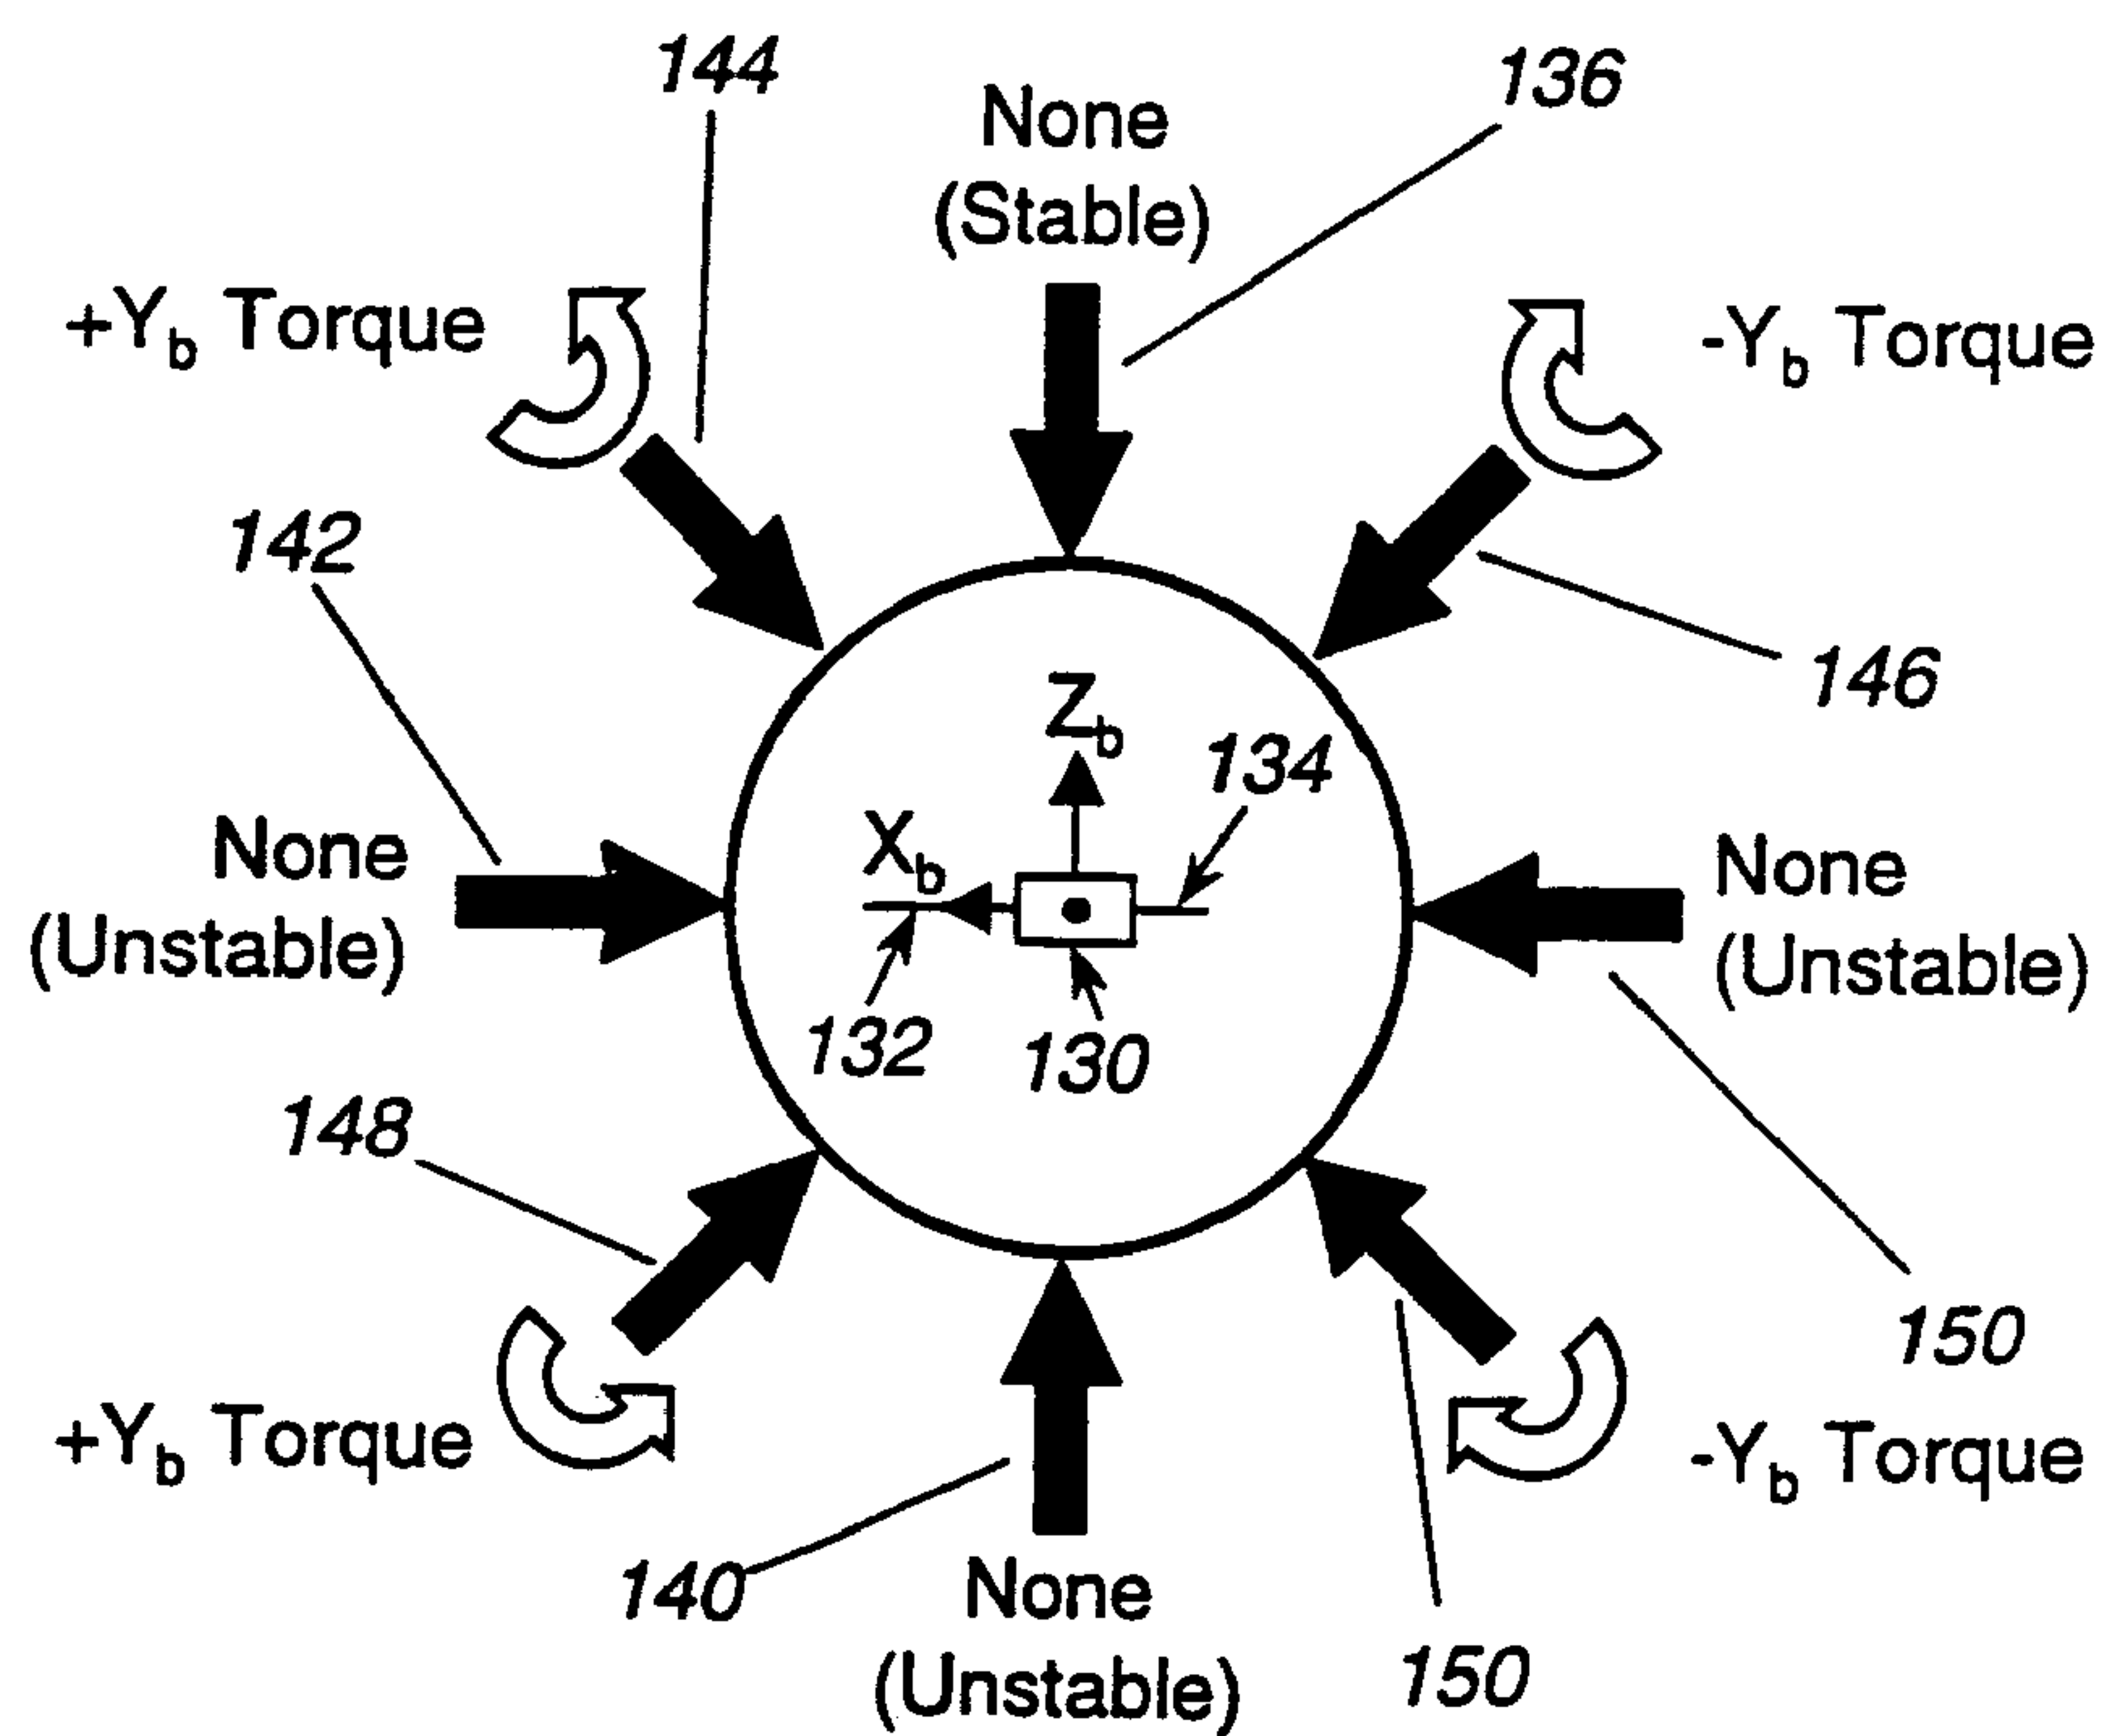 144
136
None
(Stable)
+Yb Torque
-Yb Torque
142
146
Zb
134
Xb
None
(Unstable)
None
(Unstable)
132
130
148
150
+Yb Torque
-Yb Torque
140
None
(Unstable)
150